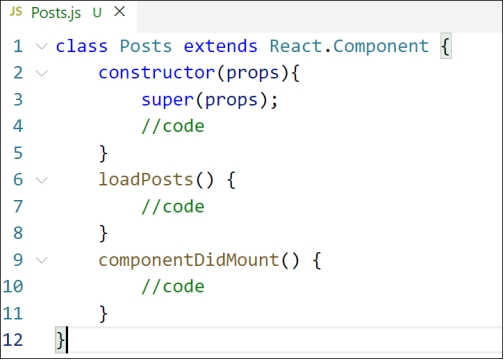 JS Posts.js U X
1 class Posts extends React.Component {
2 constructor(props){
3 super(props);
4 //code
5 }
6 loadPosts() {
7 //code
8 }
9 componentDidMount() {
10 //code
11 }
12 }